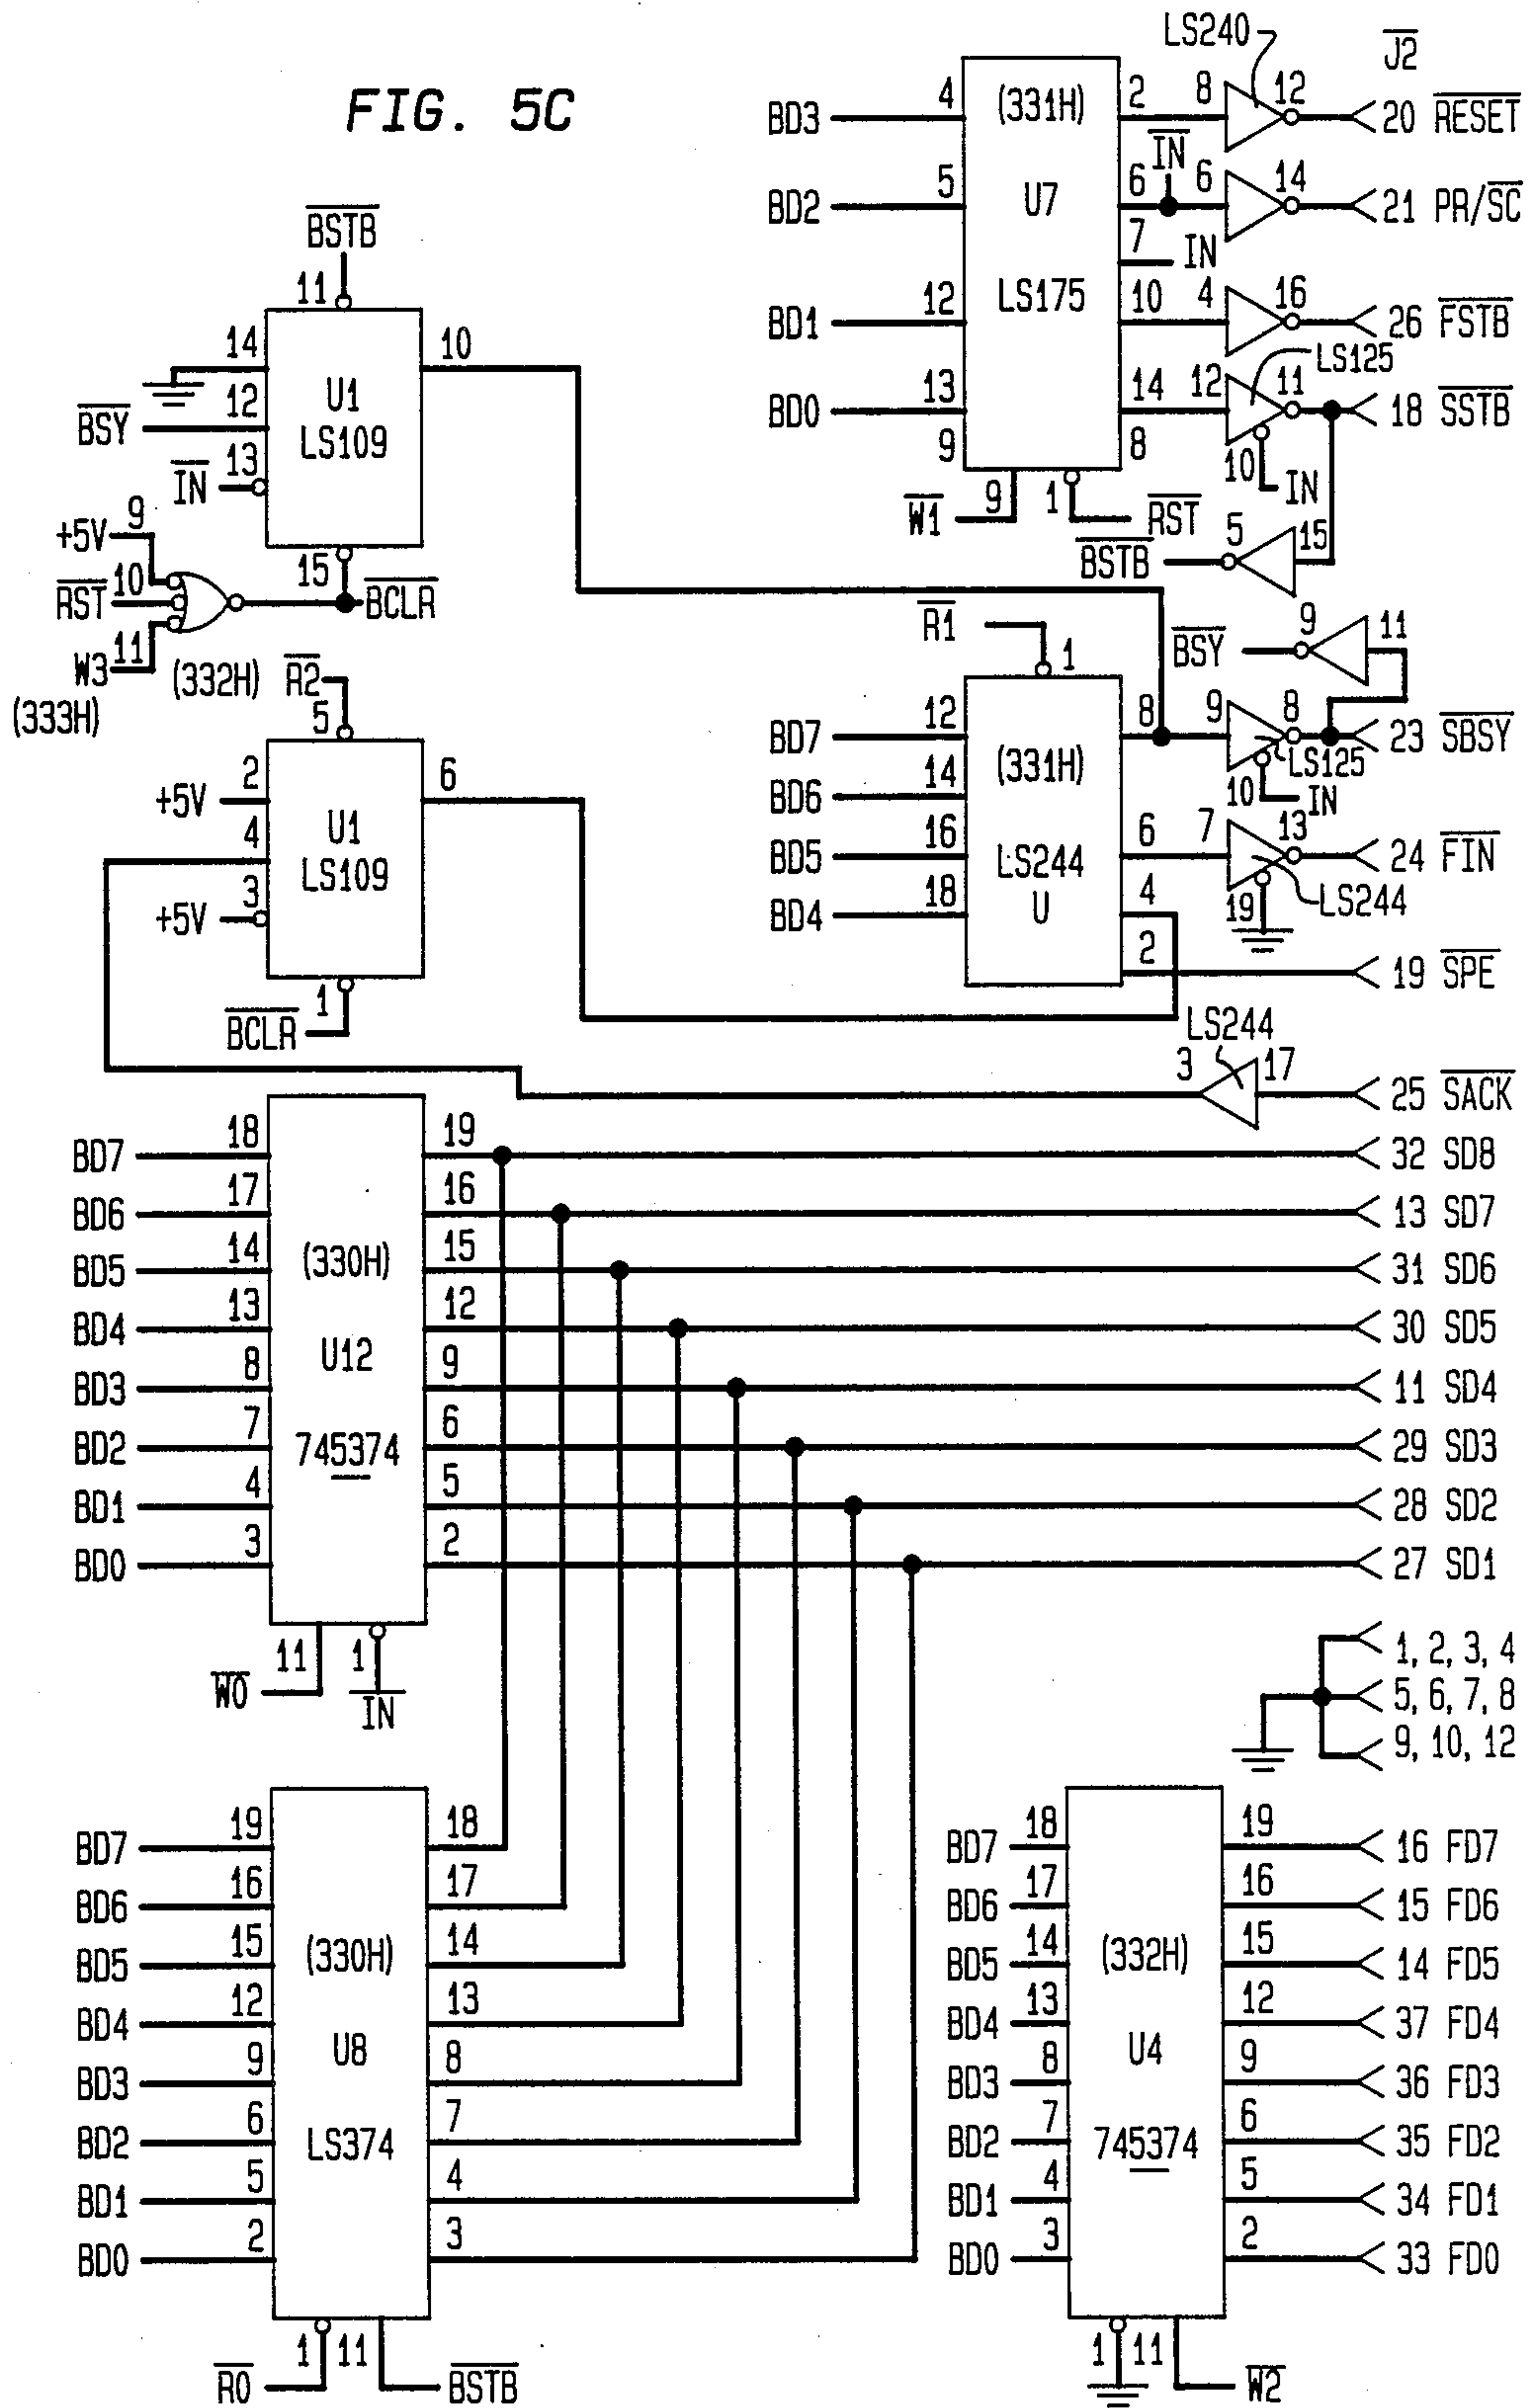 FIG. 5C
LS240
J2
BD3 4 (331H) 2 8 12 20 RESET
IN
BD2 5 U7 6 6 14 21 PR/SC
7 IN
BD1 12 LS175 10 4 16 26 FSTB
LS125
BD0 13 14 12 11 18 SSTB
9 8 10 IN
W1 9 1 RST
BSTB 5 15
BSTB
11
14 10
U1
BSY 12
LS109
IN 13
+5V 9
RST 10
15 BCLR
W3 11
(333H)
(332H) R2
5
2 6
+5V
4 U1
LS109
3
+5V
1
BCLR
R1
1
BSY 9 11
BD7 12 8 9 8 23 SBSY
(331H)
LS125
BD6 14 10 IN
BD5 16 LS244 6 7 13 24 FIN
BD4 18 U 4 19 LS244
2 19 SPE
LS244
3 17 25 SACK
BD7 18 19 32 SD8
BD6 17 16 13 SD7
BD5 14 (330H) 15 31 SD6
BD4 13 12 30 SD5
U12
BD3 8 9 11 SD4
BD2 7 745374 6 29 SD3
BD1 4 5 28 SD2
BD0 3 2 27 SD1
11 1
W0 IN
1, 2, 3, 4
5, 6, 7, 8
9, 10, 12
BD7 19 18
BD6 16 17
BD5 15 (330H) 14
BD4 12 13
U8
BD3 9 8
BD2 6 LS374 7
BD1 5 4
BD0 2 3
1 11
R0 BSTB
BD7 18 19 16 FD7
BD6 17 16 15 FD6
BD5 14 (332H) 15 14 FD5
BD4 13 12 37 FD4
U4
BD3 8 9 36 FD3
BD2 7 745374 6 35 FD2
BD1 4 5 34 FD1
BD0 3 2 33 FD0
1 11
W2